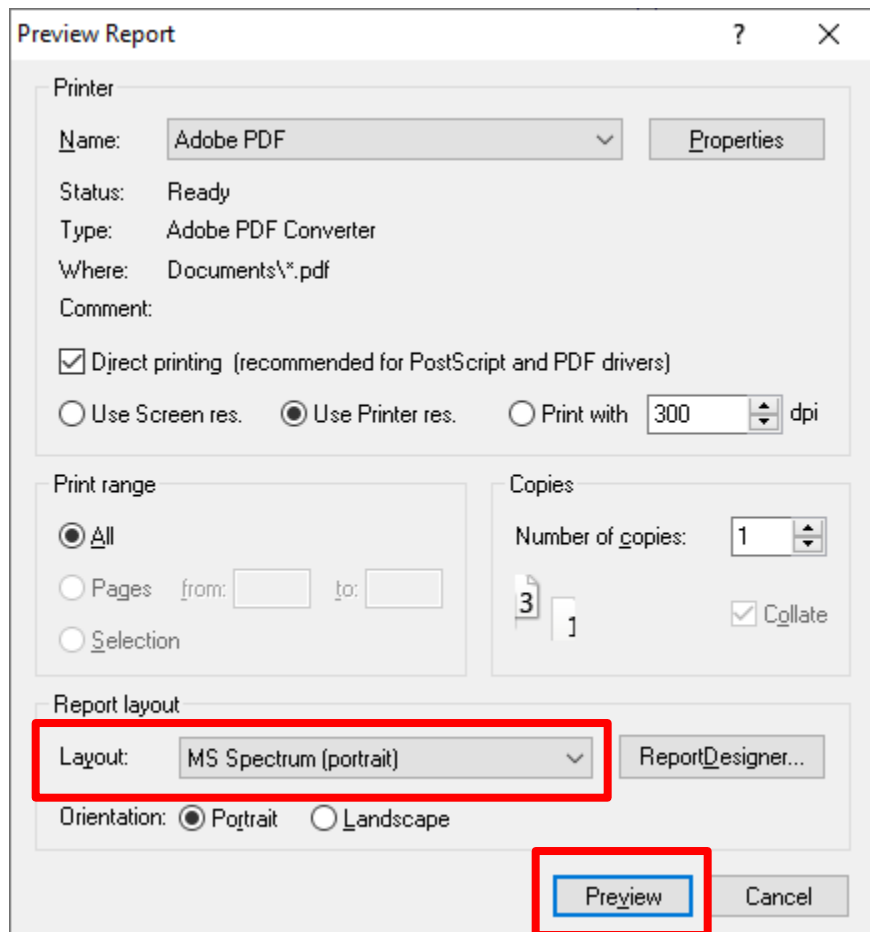 Preview Report ?
Printer
Name: Adobe PDF Properties
Status: Ready
Type: Adobe PDF Converter
Where: Documents\*.pdf
Comment:
Direct printing (recommended for PostScript and PDF drivers)
Use Screen res. Use Printer res. Print with 300 dpi
Print range Copies
All Number of copies: 1
Pages from: to: 3 1 Collate
Selection
Report layout
Layout: MS Spectrum (portrait) ReportDesigner...
Orientation: Portrait Landscape
Preview Cancel